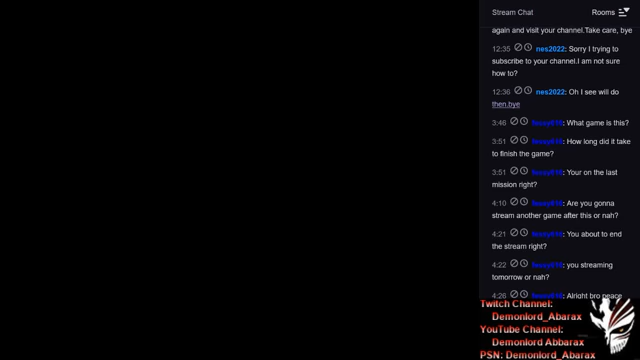 Stream Chat
Rooms
again and visit your channel.Take care, bye
12:35 nes2022: Sorry I trying to
subscribe to your channel.I am not sure
how to?
12:36 nes2022: Oh I see will do
then.bye
3:46 : What game is this?
3:51 : How long did it take
to finish the game?
3:51 : Your on the last
mission right?
4:10 : Are you gonna
stream another game after this or nah?
4:21 : You about to end
the stream right?
4:22 : you streaming
tomorrow or nah?
4:26 : Alright bro peace
Twitch Channel:
Demonlord_Abarax
YouTube Channel:
Demonlord Abbarax
PSN: Demonlord_Abarax